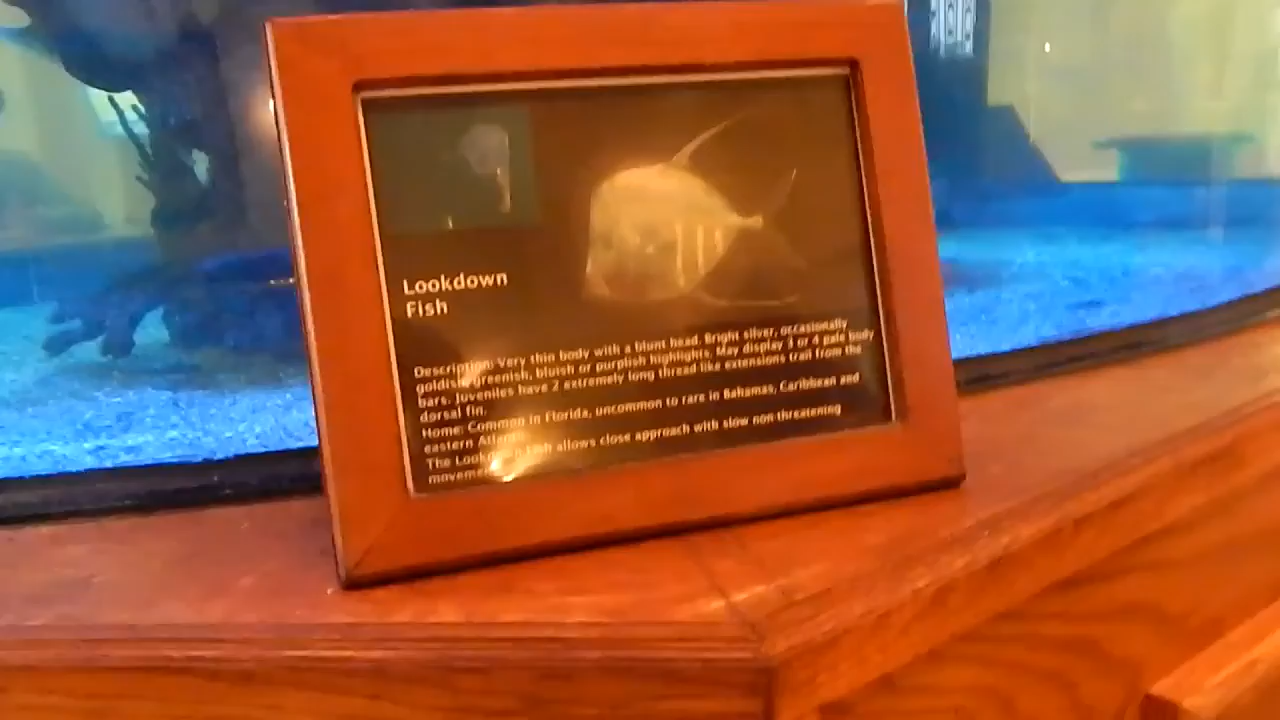 Lookdown
Fish
Description: Very thin body with a blunt head. Bright silver, occasionally
goldish, greenish, bluish or purplish highlights. May display 3 or 4 pale body
bars. Juveniles have 2 extremely long thread like extensions trail from the
dorsal fin.
Home: Common in Florida, uncommon to rare in Bahamas, Caribbean and
eastern
The Lookdown Fish allows close approach with slow non threatening